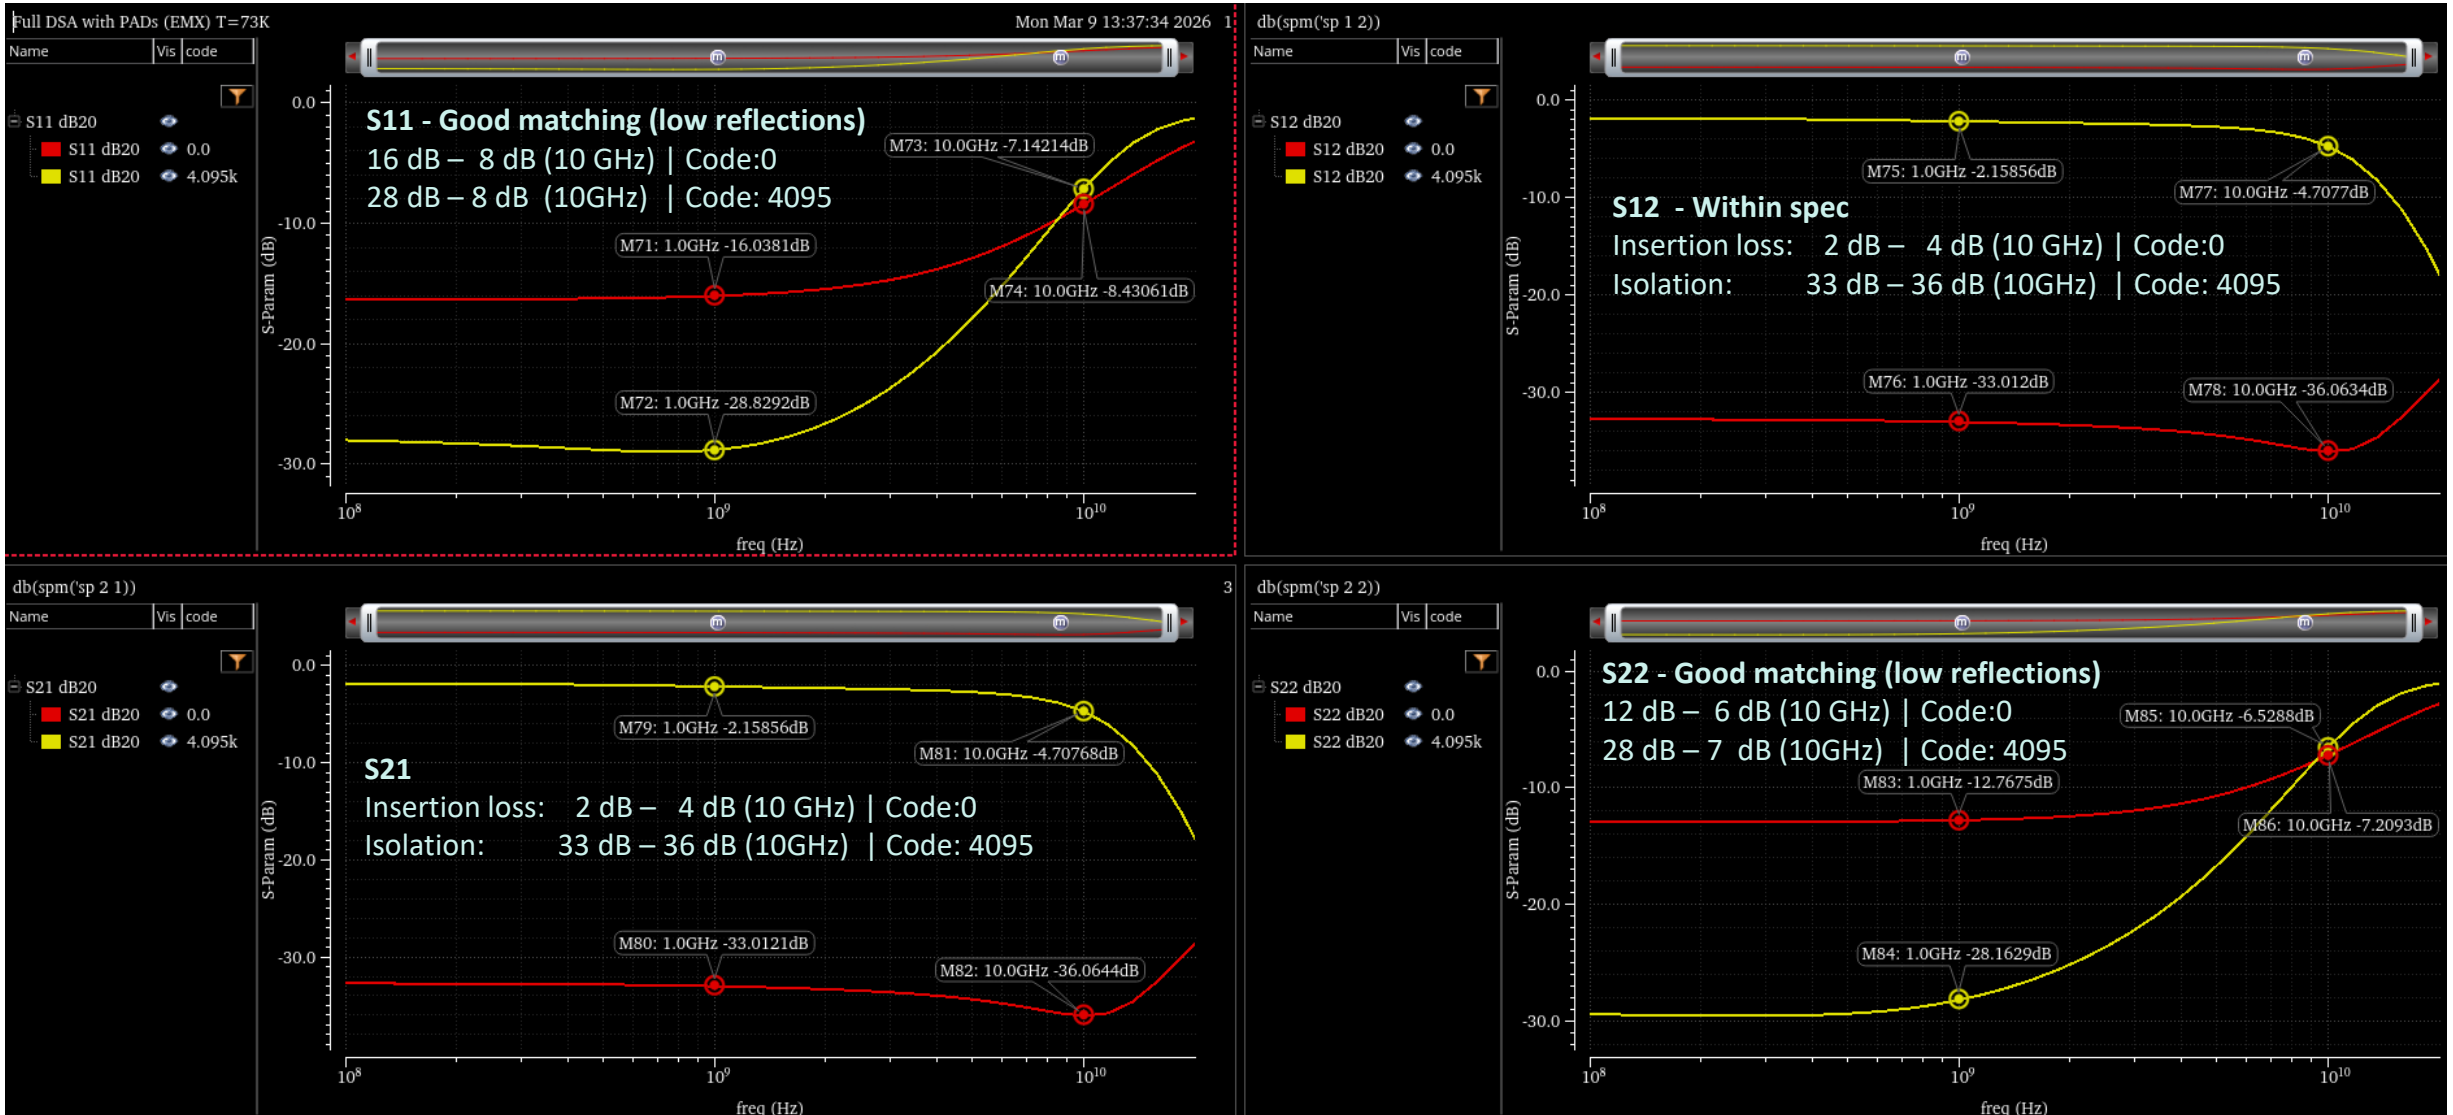 Full DSA with PADs (EMX) T=73K
Mon Mar 9 13:37:34 2026 1
Name Vis code
S11 dB20
S11 dB20 0.0
S11 dB20 4.095k
S11 - Good matching (low reflections)
16 dB – 8 dB (10 GHz) | Code:0
28 dB – 8 dB (10GHz) | Code: 4095
M73: 10.0GHz -7.14214dB
M71: 1.0GHz -16.0381dB
M74: 10.0GHz -8.43061dB
M72: 1.0GHz -28.8292dB
S-Param (dB)
0.0
-10.0
-20.0
-30.0
10⁸ 10⁹ 10¹⁰
freq (Hz)
db(spm('sp 1 2))
Name Vis code
S12 dB20
S12 dB20 0.0
S12 dB20 4.095k
M75: 1.0GHz -2.15856dB
M77: 10.0GHz -4.7077dB
S12 - Within spec
Insertion loss: 2 dB – 4 dB (10 GHz) | Code:0
Isolation: 33 dB – 36 dB (10GHz) | Code: 4095
M76: 1.0GHz -33.012dB
M78: 10.0GHz -36.0634dB
S-Param (dB)
0.0
-10.0
-20.0
-30.0
10⁸ 10⁹ 10¹⁰
freq (Hz)
db(spm('sp 2 1))
3
Name Vis code
S21 dB20
S21 dB20 0.0
S21 dB20 4.095k
M79: 1.0GHz -2.15856dB
M81: 10.0GHz -4.70768dB
S21
Insertion loss: 2 dB – 4 dB (10 GHz) | Code:0
Isolation: 33 dB – 36 dB (10GHz) | Code: 4095
M80: 1.0GHz -33.0121dB
M82: 10.0GHz -36.0644dB
S-Param (dB)
0.0
-10.0
-20.0
-30.0
10⁸ 10⁹ 10¹⁰
freq (Hz)
db(spm('sp 2 2))
Name Vis code
S22 dB20
S22 dB20 0.0
S22 dB20 4.095k
S22 - Good matching (low reflections)
12 dB – 6 dB (10 GHz) | Code:0
28 dB – 7 dB (10GHz) | Code: 4095
M85: 10.0GHz -6.5288dB
M83: 1.0GHz -12.7675dB
M86: 10.0GHz -7.2093dB
M84: 1.0GHz -28.1629dB
S-Param (dB)
0.0
-10.0
-20.0
-30.0
10⁸ 10⁹ 10¹⁰
freq (Hz)